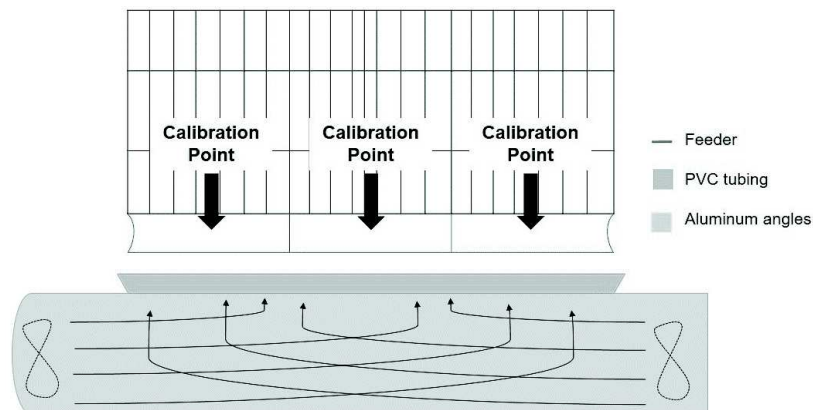 Calibration
Point
Calibration
Point
Calibration
Point
Feeder
PVC tubing
Aluminum angles